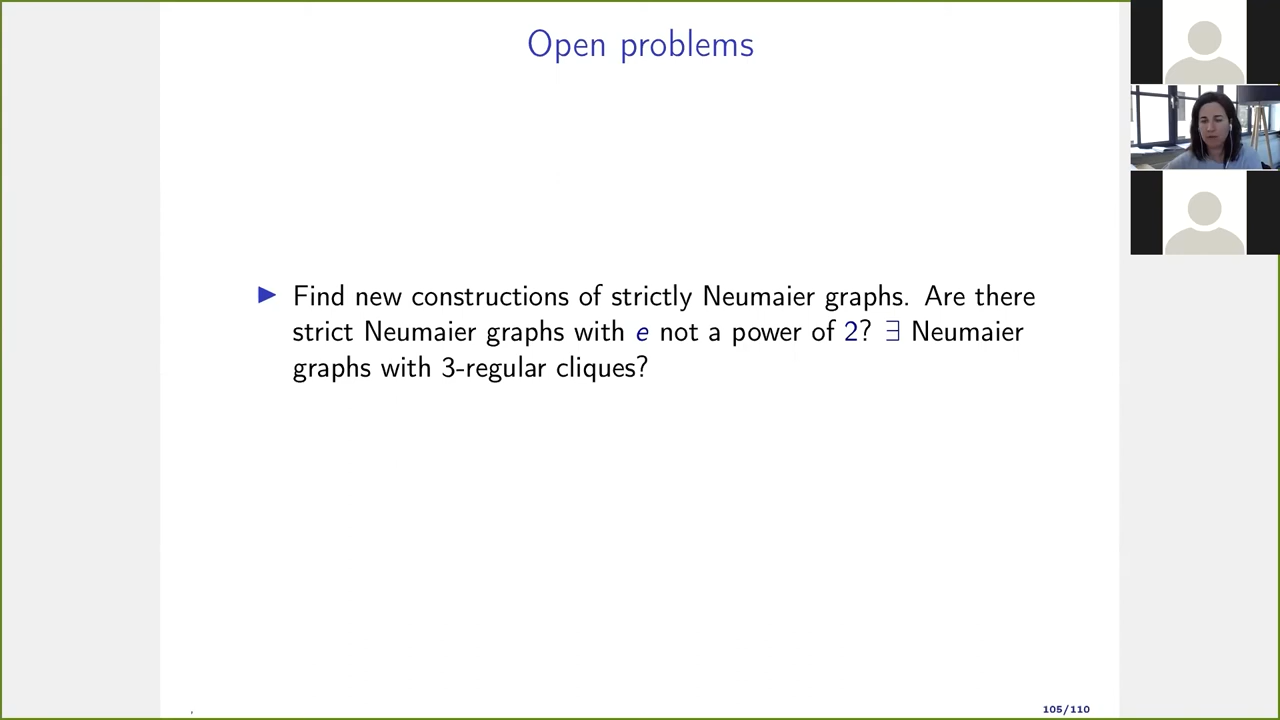 Open problems
▶ Find new constructions of strictly Neumaier graphs. Are there
strict Neumaier graphs with e not a power of 2? ∃ Neumaier
graphs with 3-regular cliques?
,
105/110